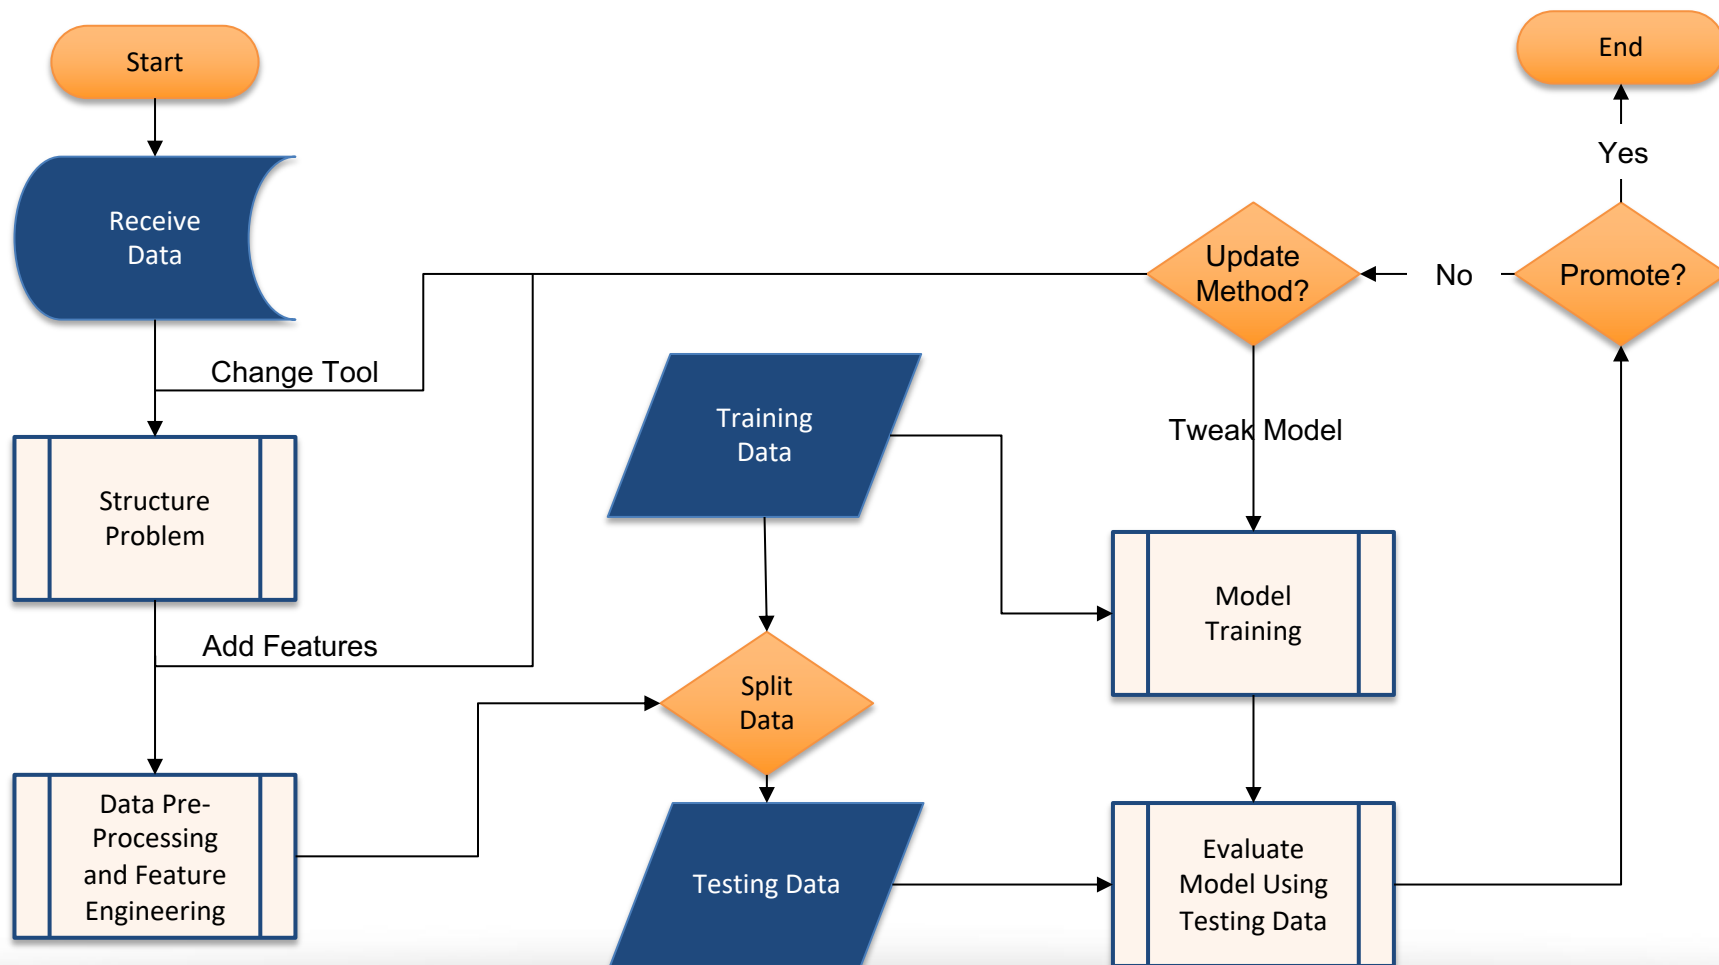 Start
End
Yes
Receive
Data
Update
Method?
No
Promote?
Change Tool
Training
Data
Tweak Model
Structure
Problem
Model
Training
Add Features
Split
Data
Data Pre-
Processing
and Feature
Engineering
Testing Data
Evaluate
Model Using
Testing Data